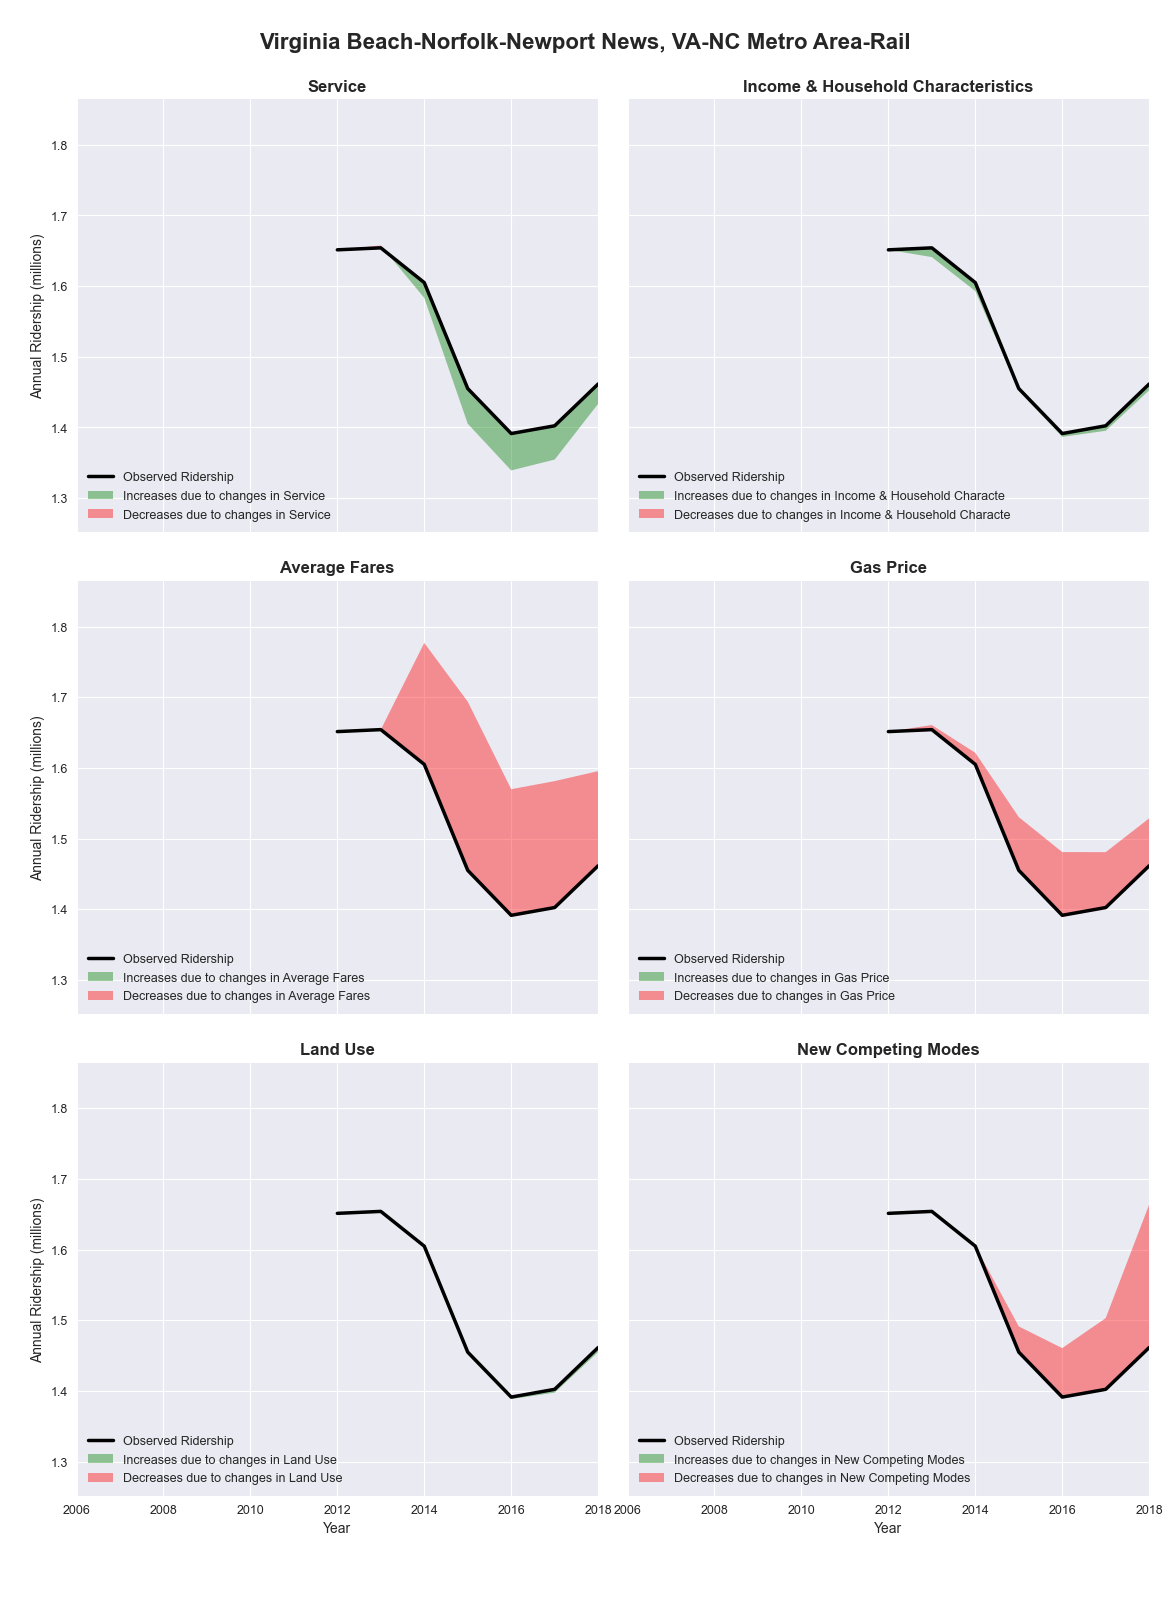 Virginia Beach-Norfolk-Newport News, VA-NC Metro Area-Rail
Service
Income & Household Characteristics
1.8
1.7
1.6
1.5
1.4
1.3
Annual Ridership (millions)
Observed Ridership
Increases due to changes in Service
Decreases due to changes in Service
Observed Ridership
Increases due to changes in Income & Household Characte
Decreases due to changes in Income & Household Characte
Average Fares
Gas Price
1.8
1.7
1.6
1.5
1.4
1.3
Annual Ridership (millions)
Observed Ridership
Increases due to changes in Average Fares
Decreases due to changes in Average Fares
Observed Ridership
Increases due to changes in Gas Price
Decreases due to changes in Gas Price
Land Use
New Competing Modes
1.8
1.7
1.6
1.5
1.4
1.3
Annual Ridership (millions)
Observed Ridership
Increases due to changes in Land Use
Decreases due to changes in Land Use
Observed Ridership
Increases due to changes in New Competing Modes
Decreases due to changes in New Competing Modes
2006 2008 2010 2012 2014 2016 2018
2006 2008 2010 2012 2014 2016 2018
Year
Year